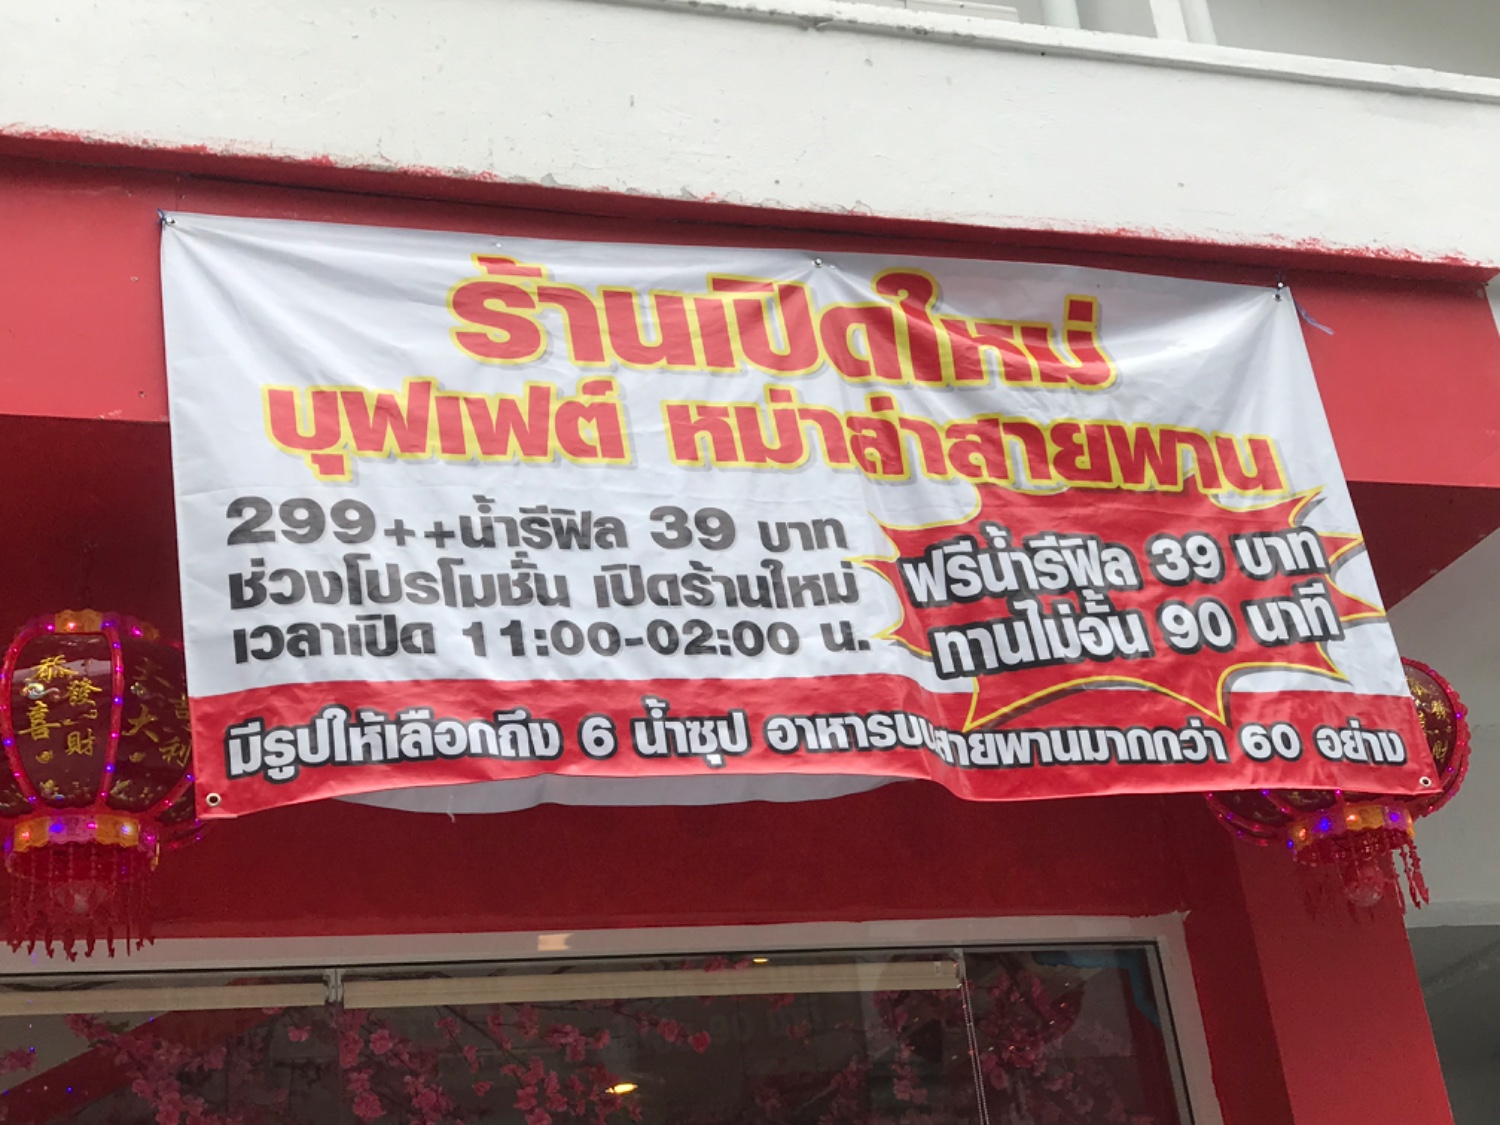 ร้านเปิดใหม่
บุฟเฟต์ หม่าล่าสายพาน
299++น้ำรีฟิล 39 บาท
ช่วงโปรโมชั่น เปิดร้านใหม่
เวลาเปิด 11:00-02:00 น.
ฟรีน้ำรีฟิล 39 บาท
ทานไม่อั้น 90 นาที
มีรูปให้เลือกถึง 6 น้ำซุป อาหารบนสายพานมากกว่า 60 อย่าง
發財
大
利
喜